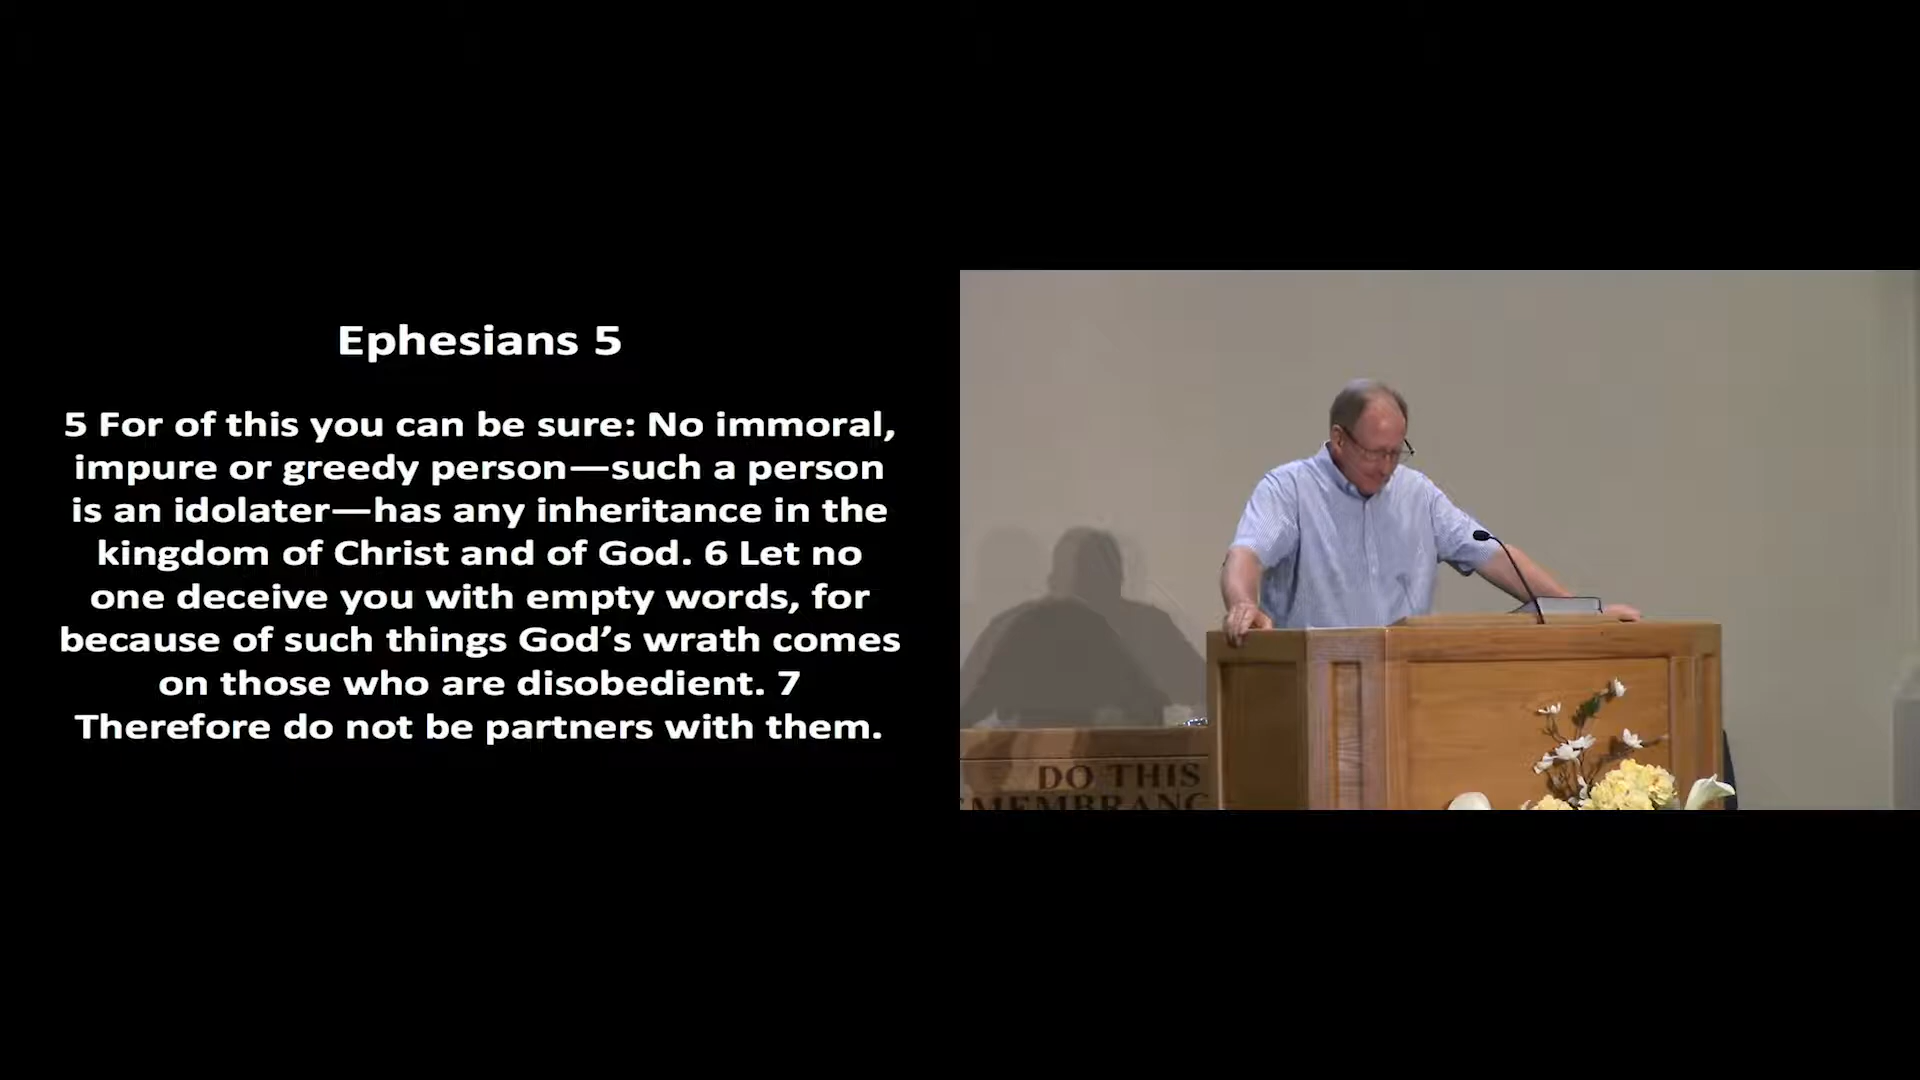 Ephesians 5
5 For of this you can be sure: No immoral,
impure or greedy person—such a person
is an idolater—has any inheritance in the
kingdom of Christ and of God. 6 Let no
one deceive you with empty words, for
because of such things God’s wrath comes
on those who are disobedient. 7
Therefore do not be partners with them.
DO THIS
MEMBRANC